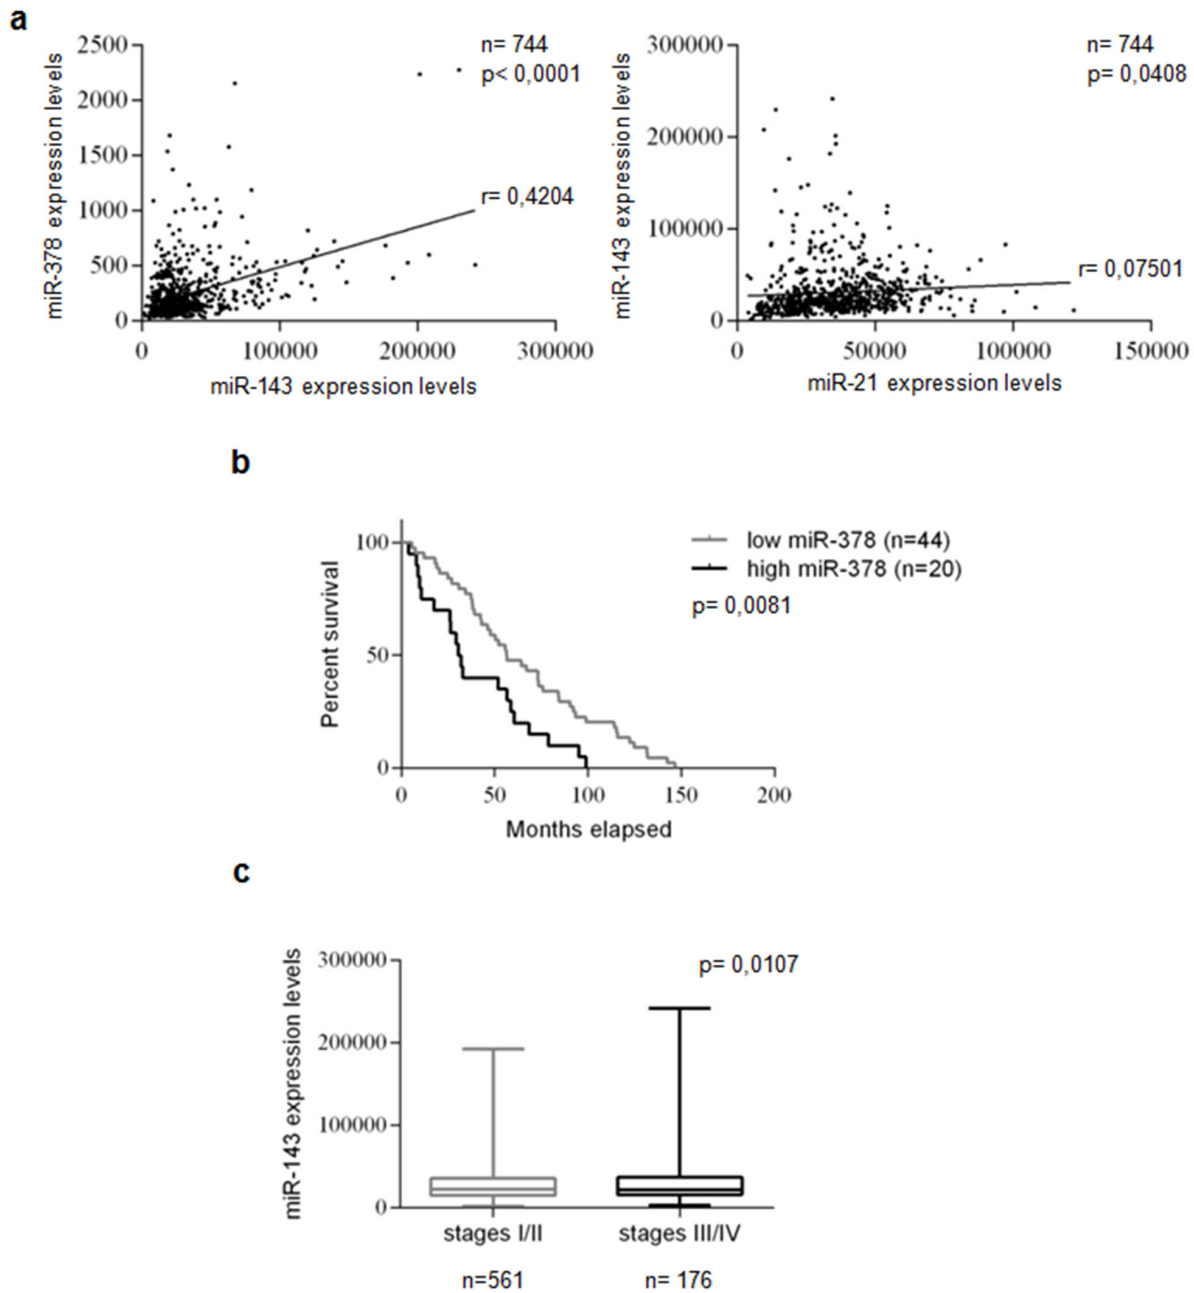 a
2500
2000
1500
1000
500
0
miR-378 expression levels
n= 744
p< 0,0001
r= 0,4204
0 100000 200000 300000
miR-143 expression levels
300000
200000
100000
0
miR-143 expression levels
n= 744
p= 0,0408
r= 0,07501
0 50000 100000 150000
miR-21 expression levels
b
100
50
0
Percent survival
low miR-378 (n=44)
high miR-378 (n=20)
p= 0,0081
0 50 100 150 200
Months elapsed
c
300000
200000
100000
0
miR-143 expression levels
p= 0,0107
stages I/II stages III/IV
n=561 n= 176